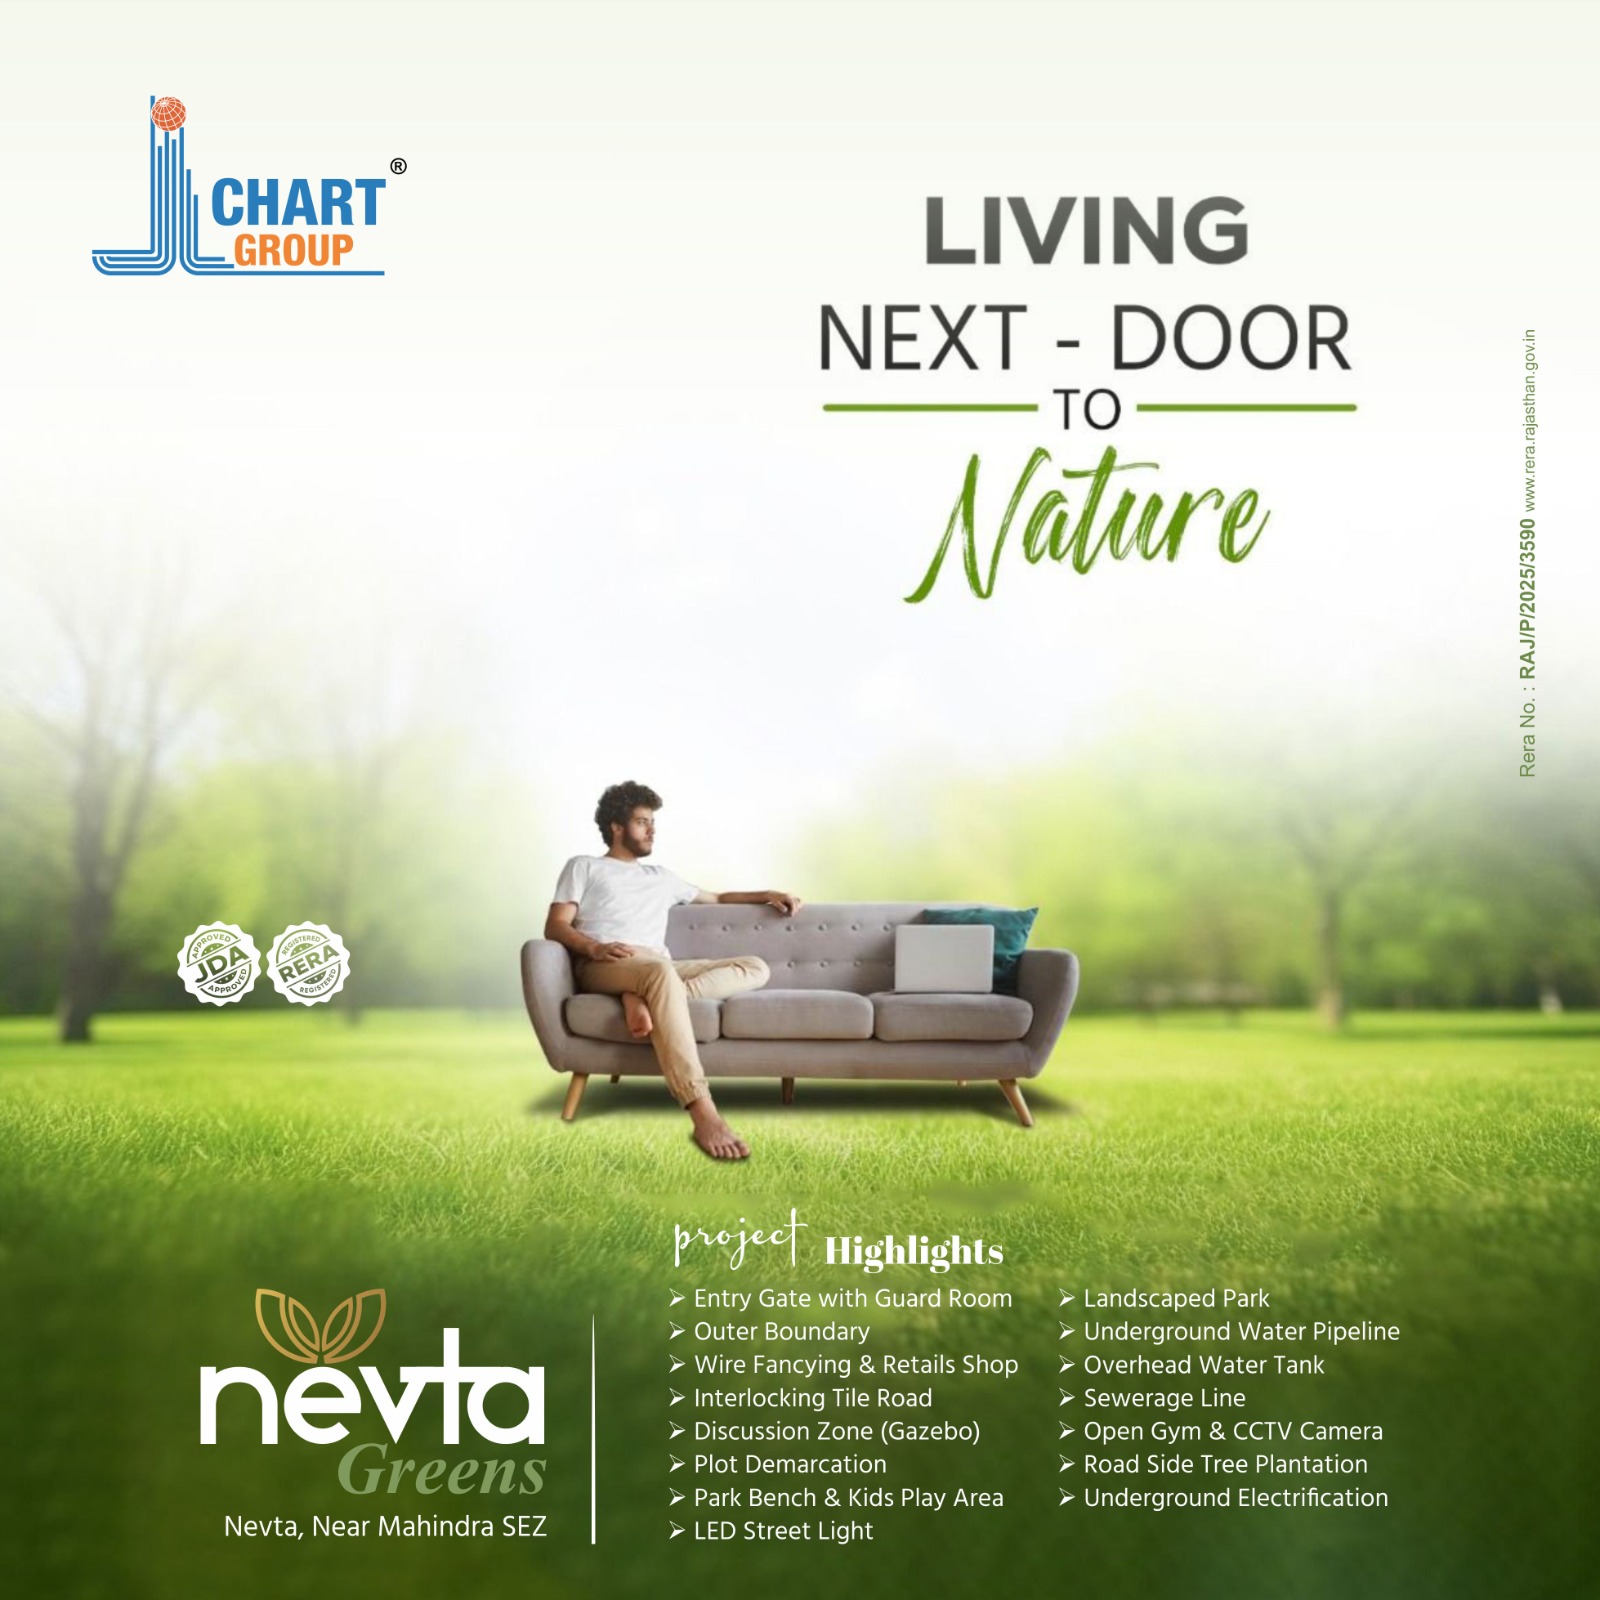 CHART ®
GROUP
LIVING
NEXT - DOOR
TO
Nature
Rera No. : RAJ/P/2025/3590 www.rera.rajasthan.gov.in
APPROVED
JDA
APPROVED
REGISTERED
RERA
REGISTERED
project Highlights
➢ Entry Gate with Guard Room
➢ Outer Boundary
➢ Wire Fancying & Retails Shop
➢ Interlocking Tile Road
➢ Discussion Zone (Gazebo)
➢ Plot Demarcation
➢ Park Bench & Kids Play Area
➢ LED Street Light
➢ Landscaped Park
➢ Underground Water Pipeline
➢ Overhead Water Tank
➢ Sewerage Line
➢ Open Gym & CCTV Camera
➢ Road Side Tree Plantation
➢ Underground Electrification
nevta
Greens
Nevta, Near Mahindra SEZ